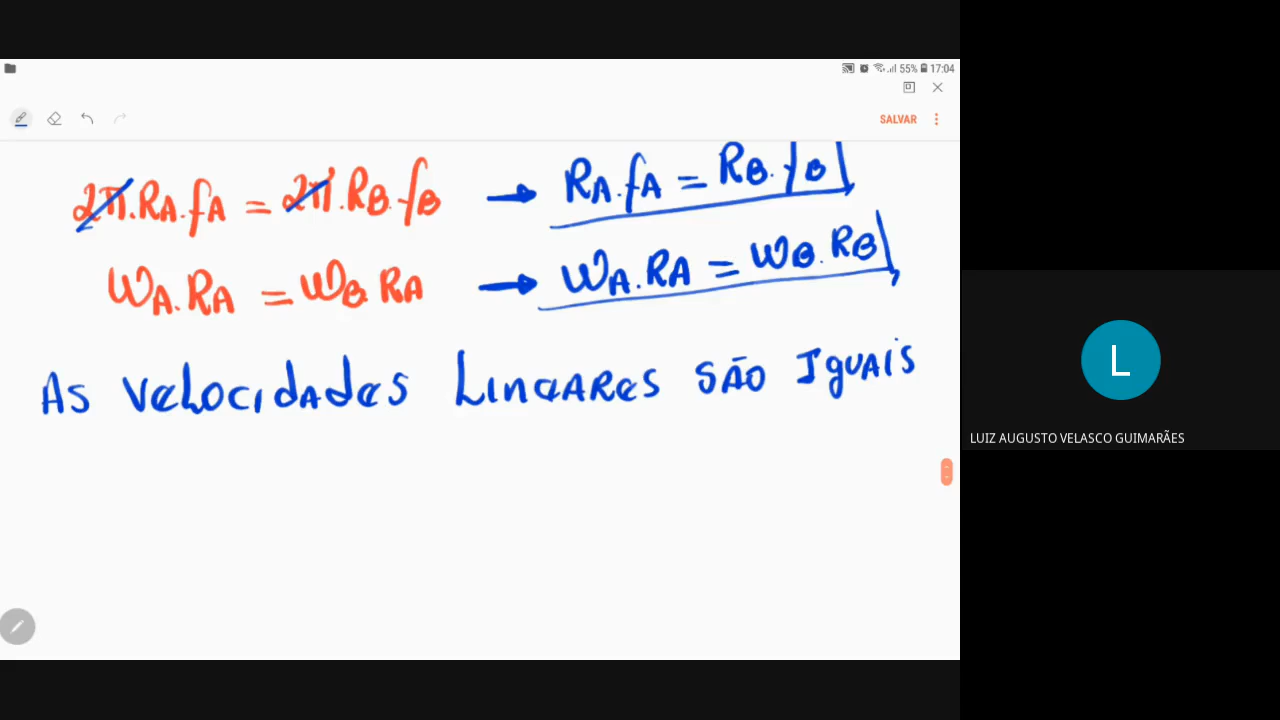 55% 17:04
SALVAR
2π.RA.fA = 2π.RB.fB → RA.fA = RB.fB
WA.RA = WB.RA → WA.RA = WB.RB
As velocidades Lineares são Iguais
L
LUIZ AUGUSTO VELASCO GUIMARÃES